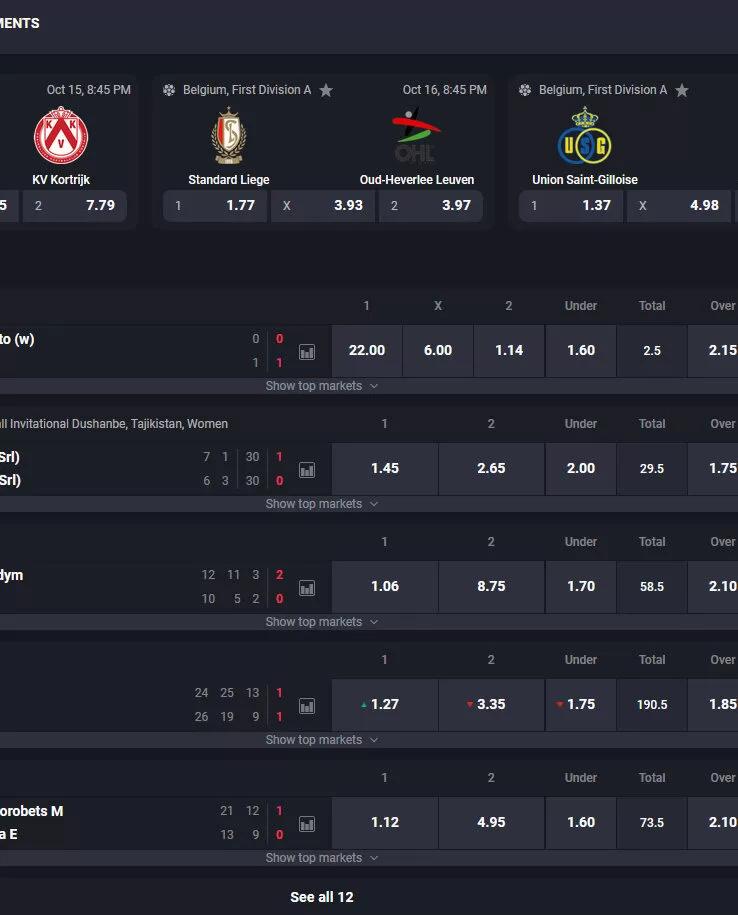 MENTS
Oct 15, 8:45 PM
KV Kortrijk
5 2 7.79
Belgium, First Division A Oct 16, 8:45 PM
OHL
Standard Liege Oud-Heverlee Leuven
1 1.77 X 3.93 2 3.97
Belgium, First Division A
USG
Union Saint-Gilloise
1 1.37 X 4.98
1 X 2 Under Total Over
to (w) 0 0 22.00 6.00 1.14 1.60 2.5 2.15
1 1
Show top markets
all Invitational Dushanbe, Tajikistan, Women 1 2 Under Total Over
Srl) 7 1 30 1 1.45 2.65 2.00 29.5 1.75
Srl) 6 3 30 0
Show top markets
1 2 Under Total Over
dym 12 11 3 2 1.06 8.75 1.70 58.5 2.10
10 5 2 0
Show top markets
1 2 Under Total Over
24 25 13 1 1.27 3.35 1.75 190.5 1.85
26 19 9 1
Show top markets
1 2 Under Total Over
orobets M 21 12 1 1.12 4.95 1.60 73.5 2.10
a E 13 9 0
Show top markets
See all 12